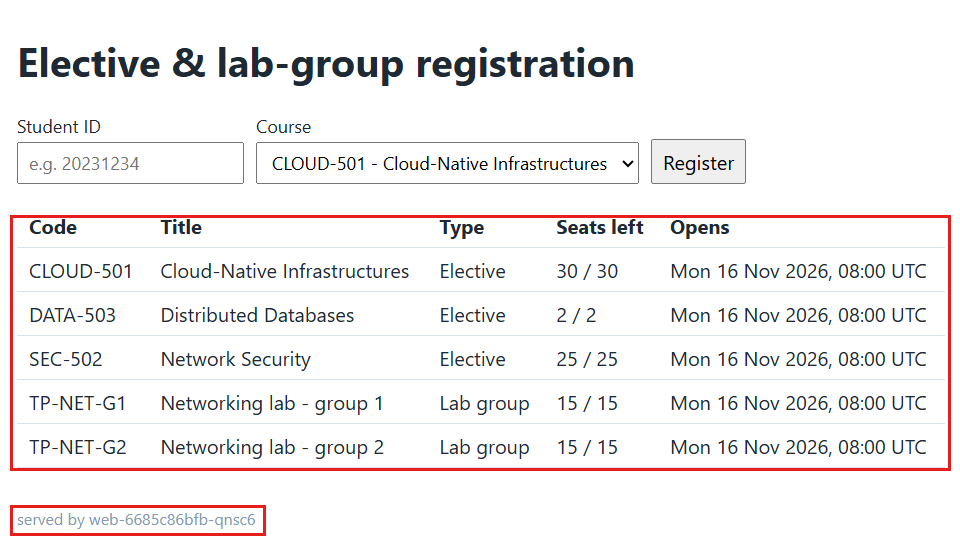 Elective & lab-group registration
Student ID Course
e.g. 20231234 CLOUD-501 - Cloud-Native Infrastructures Register
Code Title Type Seats left Opens
CLOUD-501 Cloud-Native Infrastructures Elective 30 / 30 Mon 16 Nov 2026, 08:00 UTC
DATA-503 Distributed Databases Elective 2 / 2 Mon 16 Nov 2026, 08:00 UTC
SEC-502 Network Security Elective 25 / 25 Mon 16 Nov 2026, 08:00 UTC
TP-NET-G1 Networking lab - group 1 Lab group 15 / 15 Mon 16 Nov 2026, 08:00 UTC
TP-NET-G2 Networking lab - group 2 Lab group 15 / 15 Mon 16 Nov 2026, 08:00 UTC
served by web-6685c86bfb-qnsc6